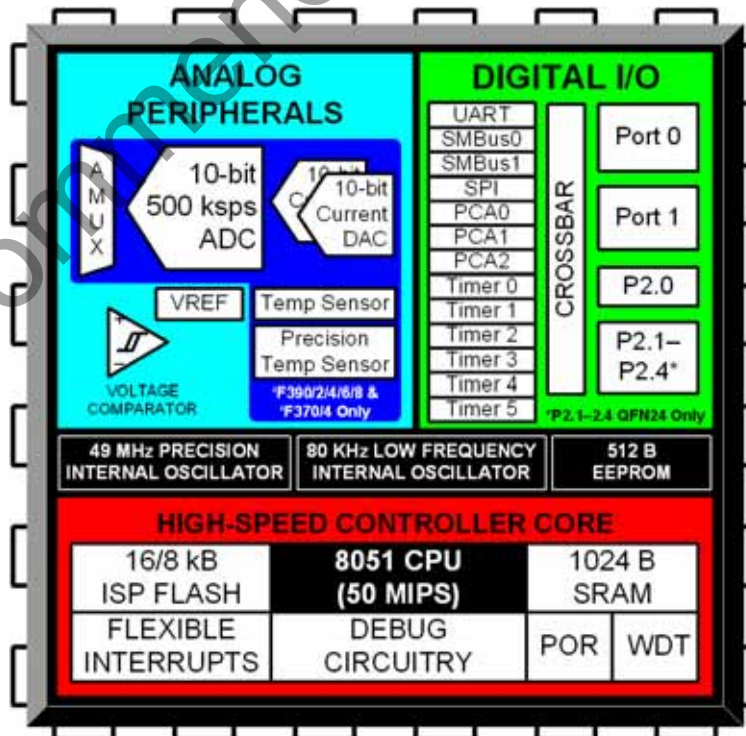 ANALOG
PERIPHERALS
A
M
U
X
10-bit
500 ksps
ADC
10-bit
10-bit
Current
DAC
VREF
Temp Sensor
Precision
Temp Sensor
VOLTAGE
COMPARATOR
'F390/2/4/6/8 &
'F370/4 Only
DIGITAL I/O
UART
SMBus0
SMBus1
SPI
PCA0
PCA1
PCA2
Timer 0
Timer 1
Timer 2
Timer 3
Timer 4
Timer 5
CROSSBAR
Port 0
Port 1
P2.0
P2.1–
P2.4*
*P2.1–2.4 QFN24 Only
49 MHz PRECISION
INTERNAL OSCILLATOR
80 KHz LOW FREQUENCY
INTERNAL OSCILLATOR
512 B
EEPROM
HIGH-SPEED CONTROLLER CORE
16/8 kB
ISP FLASH
8051 CPU
(50 MIPS)
1024 B
SRAM
FLEXIBLE
INTERRUPTS
DEBUG
CIRCUITRY
POR
WDT